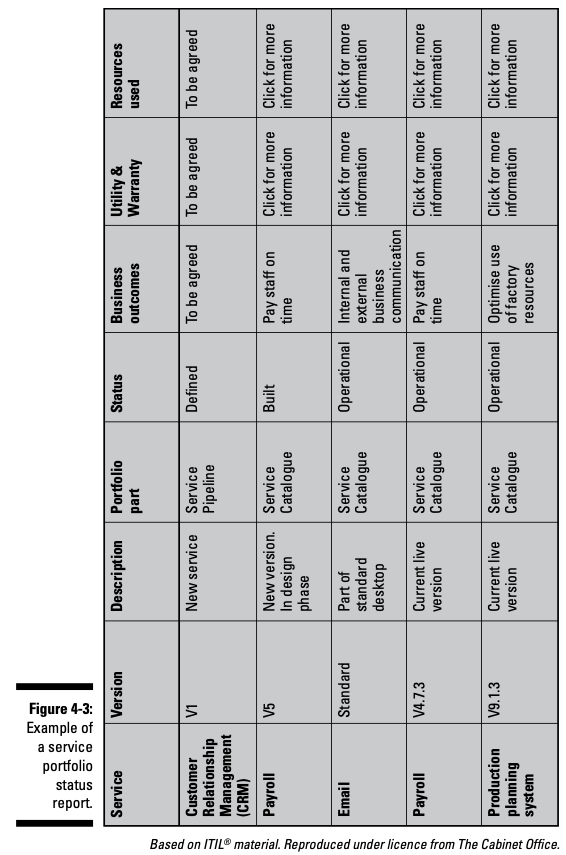 Figure 4-3:
Example of
a service
portfolio
status
report.
Service
Version
Description
Portfolio
part
Status
Business
outcomes
Utility &
Warranty
Resources
used
Customer
Relationship
Management
(CRM)
V1
New service
Service
Pipeline
Defined
To be agreed
To be agreed
To be agreed
Payroll
V5
New version.
In design
phase
Service
Catalogue
Built
Pay staff on
time
Click for more
information
Click for more
information
Email
Standard
Part of
standard
desktop
Service
Catalogue
Operational
Internal and
external
business
communication
Click for more
information
Click for more
information
Payroll
V4.7.3
Current live
version
Service
Catalogue
Operational
Pay staff on
time
Click for more
information
Click for more
information
Production
planning
system
V9.1.3
Current live
version
Service
Catalogue
Operational
Optimise use
of factory
resources
Click for more
information
Click for more
information
Based on ITIL® material. Reproduced under licence from The Cabinet Office.